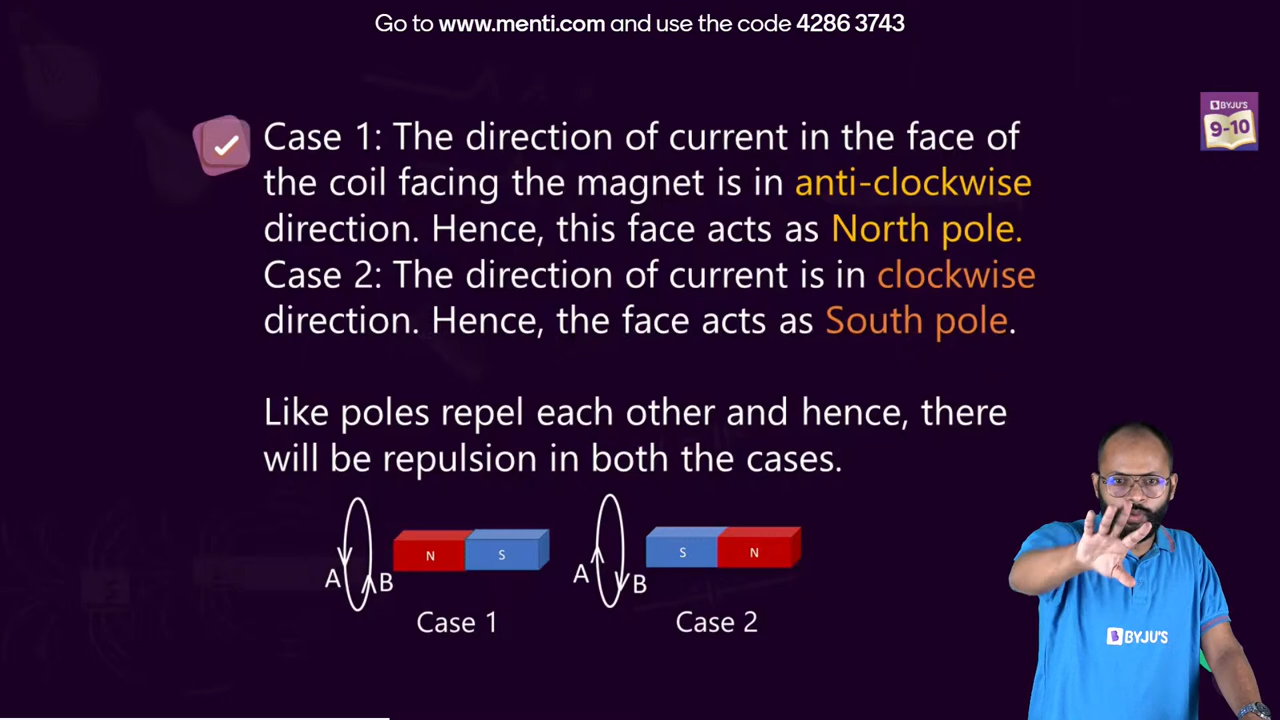 Go to www.menti.com and use the code 4286 3743
BYJU'S
9-10
Case 1: The direction of current in the face of
the coil facing the magnet is in anti-clockwise
direction. Hence, this face acts as North pole.
Case 2: The direction of current is in clockwise
direction. Hence, the face acts as South pole.
Like poles repel each other and hence, there
will be repulsion in both the cases.
A B N S
Case 1
A B S N
Case 2
BYJU'S